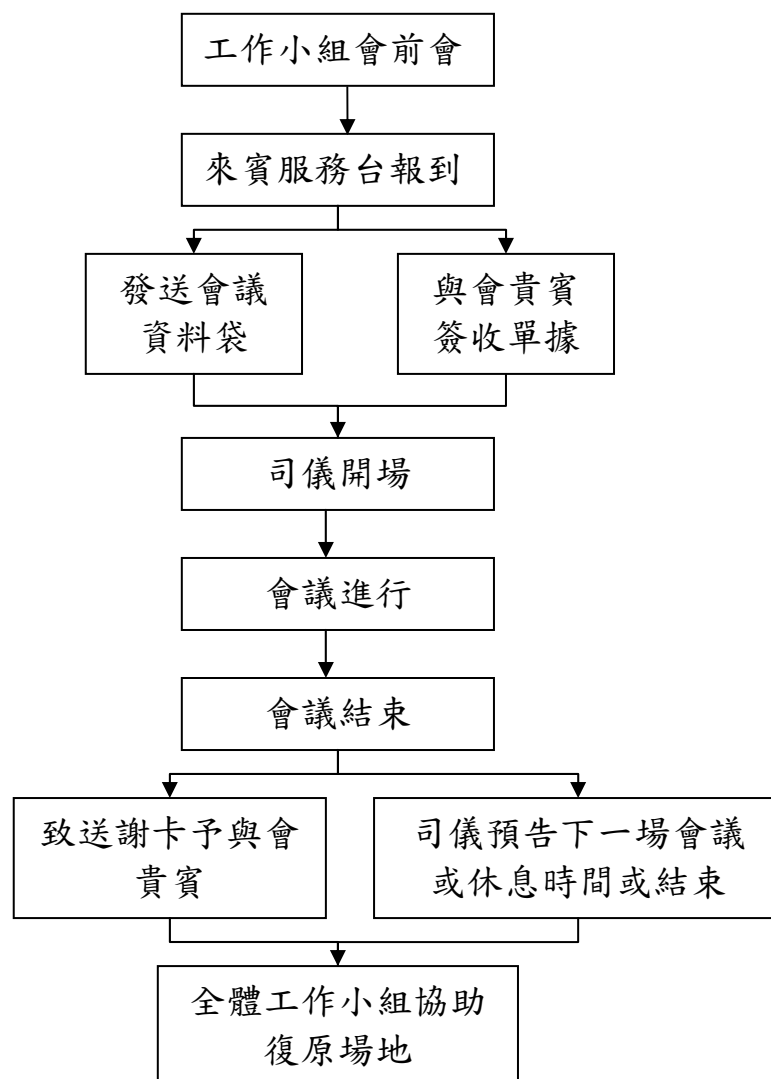 工作小組會前會
來賓服務台報到
發送會議
資料袋
與會貴賓
簽收單據
司儀開場
會議進行
會議結束
致送謝卡予與會
貴賓
司儀預告下一場會議
或休息時間或結束
全體工作小組協助
復原場地